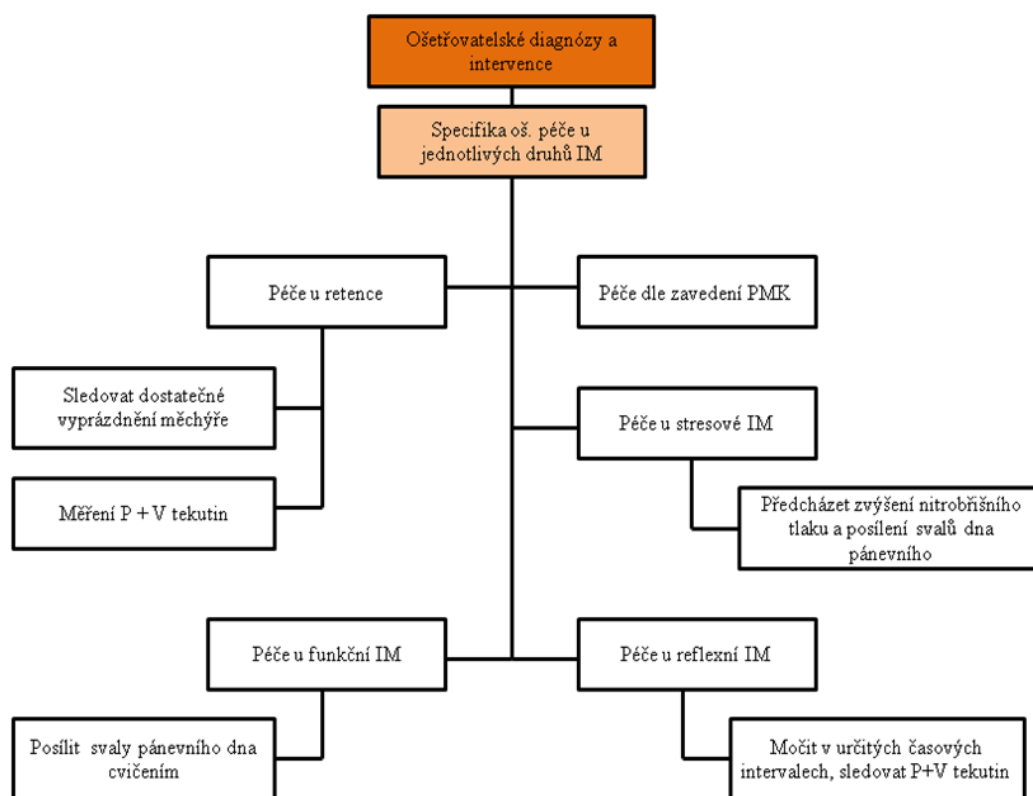 Ošetřovatelské diagnózy a
intervence
Specifika oš. péče u
jednotlivých druhů IM
Péče u retence
Péče dle zavedení PMK
Sledovat dostatečné
vyprázdnění měchýře
Péče u stresové IM
Měření P + V tekutin
Předcházet zvýšení nitrobřišního
tlaku a posílení svalů dna
pánevního
Péče u funkční IM
Péče u reflexní IM
Posílit svaly pánevního dna
cvičením
Močit v určitých časových
intervalech, sledovat P+V tekutin